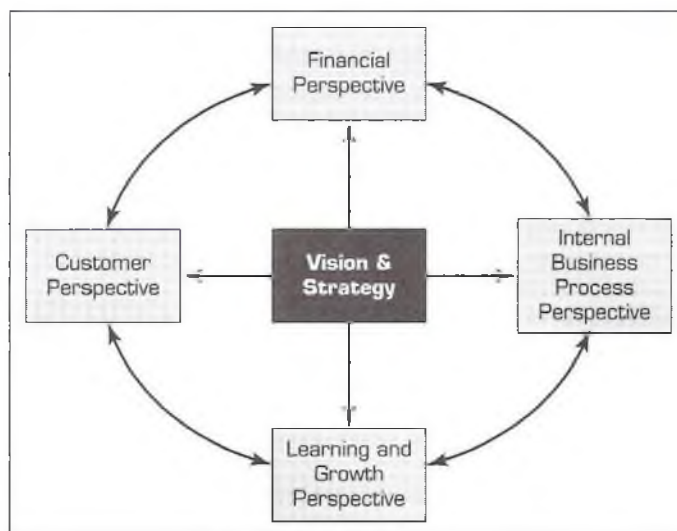 Financial
Perspective
Customer
Perspective
Vision &
Strategy
Internal
Business
Process
Perspective
Learning and
Growth
Perspective